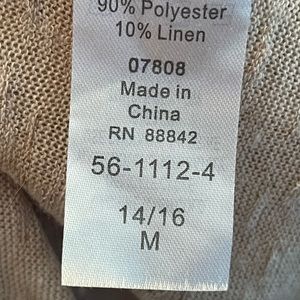 90% Polyester
10% Linen
07808
Made in
China
RN 88842
56-1112-4
14/16
M